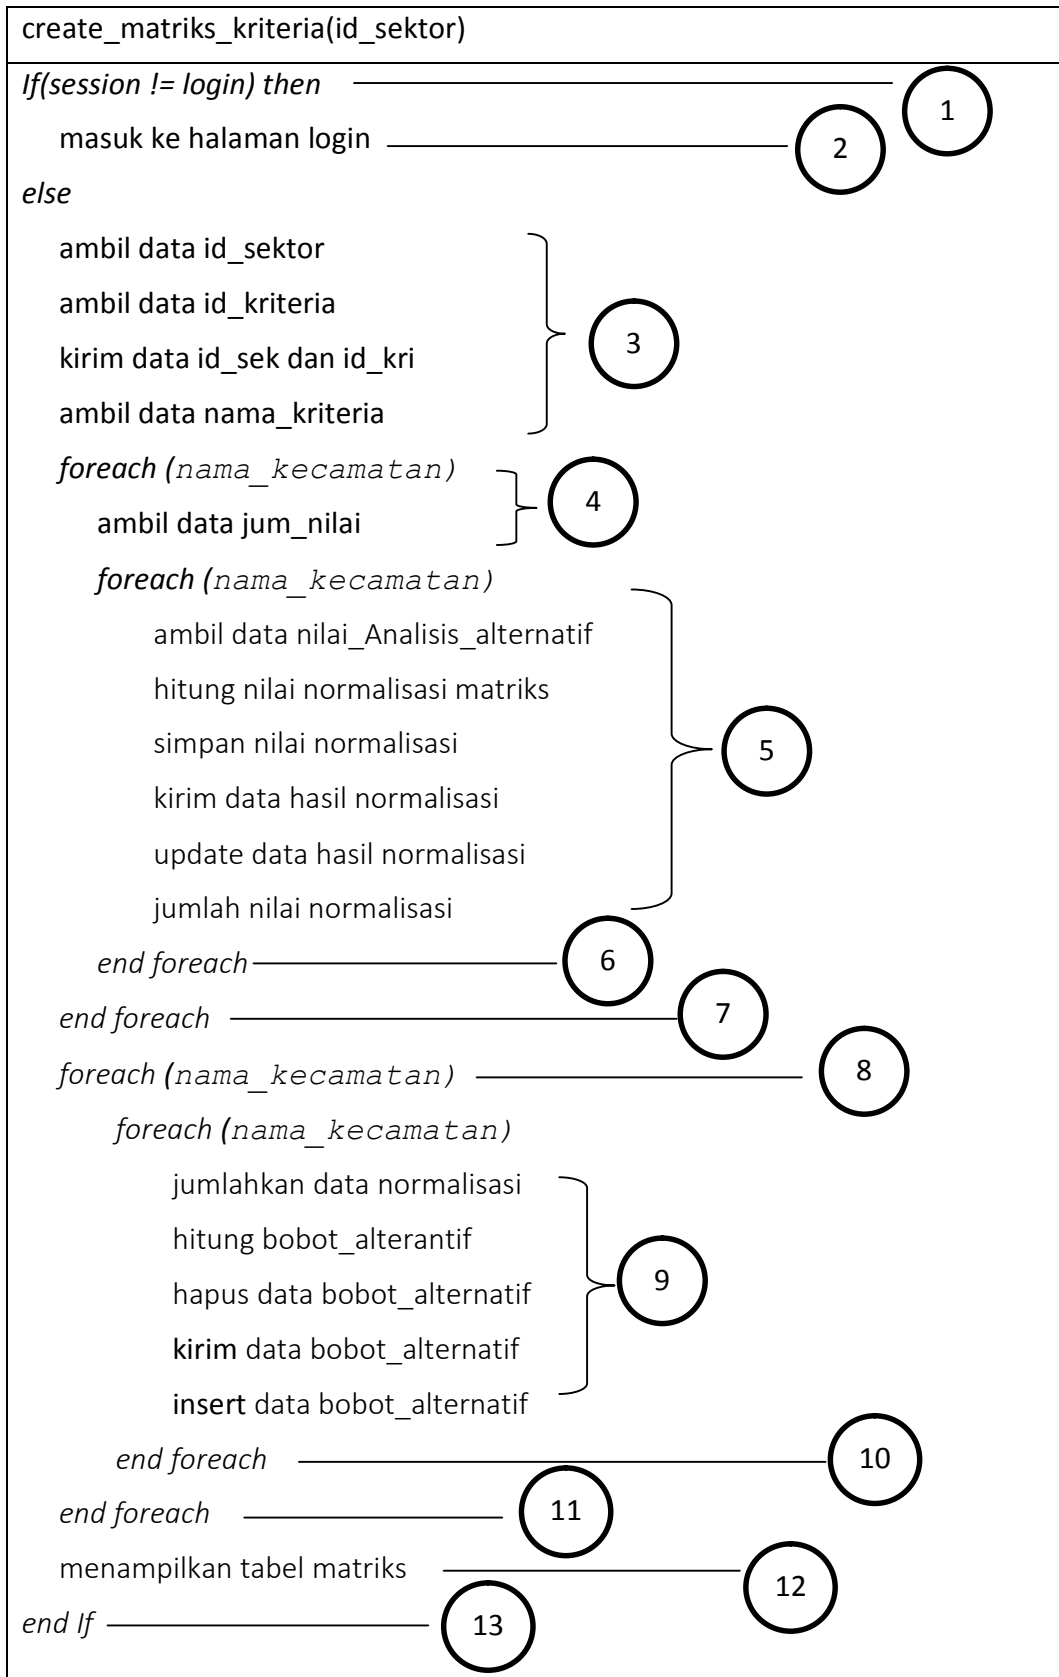 create_matriks_kriteria(id_sektor)
If(session != login) then 1
masuk ke halaman login 2
else
ambil data id_sektor
ambil data id_kriteria
kirim data id_sek dan id_kri 3
ambil data nama_kriteria
foreach (nama_kecamatan)
4
ambil data jum_nilai
foreach (nama_kecamatan)
ambil data nilai_Analisis_alternatif
hitung nilai normalisasi matriks
simpan nilai normalisasi 5
kirim data hasil normalisasi
update data hasil normalisasi
jumlah nilai normalisasi
end foreach 6
end foreach 7
foreach (nama_kecamatan) 8
foreach (nama_kecamatan)
jumlahkan data normalisasi
hitung bobot_alterantif
hapus data bobot_alternatif 9
kirim data bobot_alternatif
insert data bobot_alternatif
end foreach 10
end foreach 11
menampilkan tabel matriks 12
end If 13